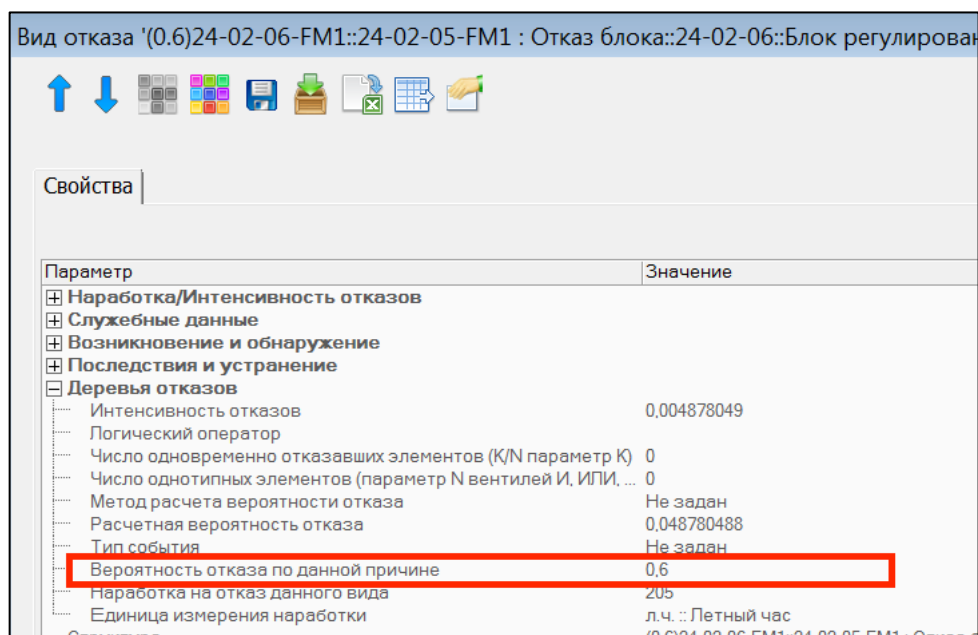 Вид отказа '(0.6)24-02-06-FM1::24-02-05-FM1 : Отказ блока::24-02-06::Блок
Свойства
Параметр Значение
Наработка/Интенсивность отказов
Служебные данные
Возникновение и обнаружение
Последствия и устранение
Деревья отказов
Интенсивность отказов 0,004878049
Логический оператор
Число одновременно отказавших элементов (K/N параметр K) 0
Число однотипных элементов (параметр N вентилей И, ИЛИ, ... 0
Метод расчета вероятности отказа Не задан
Расчетная вероятность отказа 0,048780488
Тип события Не задан
Вероятность отказа по данной причине 0,6
Наработка на отказ данного вида 205
Единица измерения наработки л.ч. :: Летный час